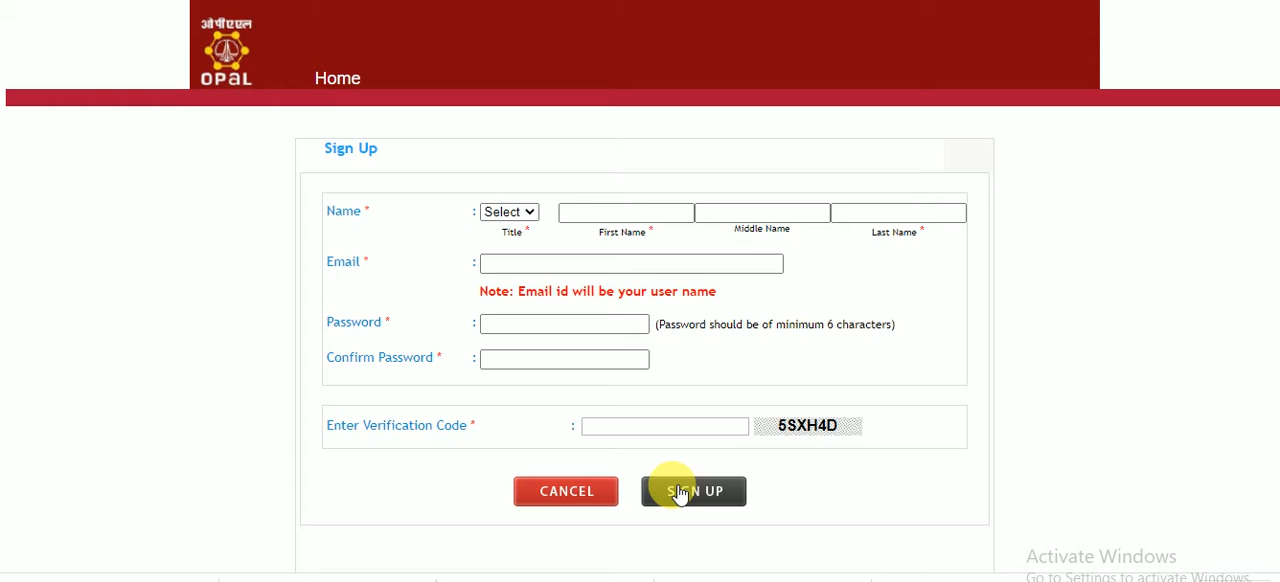 ओपीएएल
OPaL
Home
Sign Up
Name * : Select
Title * First Name * Middle Name Last Name *
Email * :
Note: Email id will be your user name
Password * : (Password should be of minimum 6 characters)
Confirm Password * :
Enter Verification Code * : 5SXH4D
CANCEL SIGN UP
Activate Windows
Go to Settings to activate Windows.